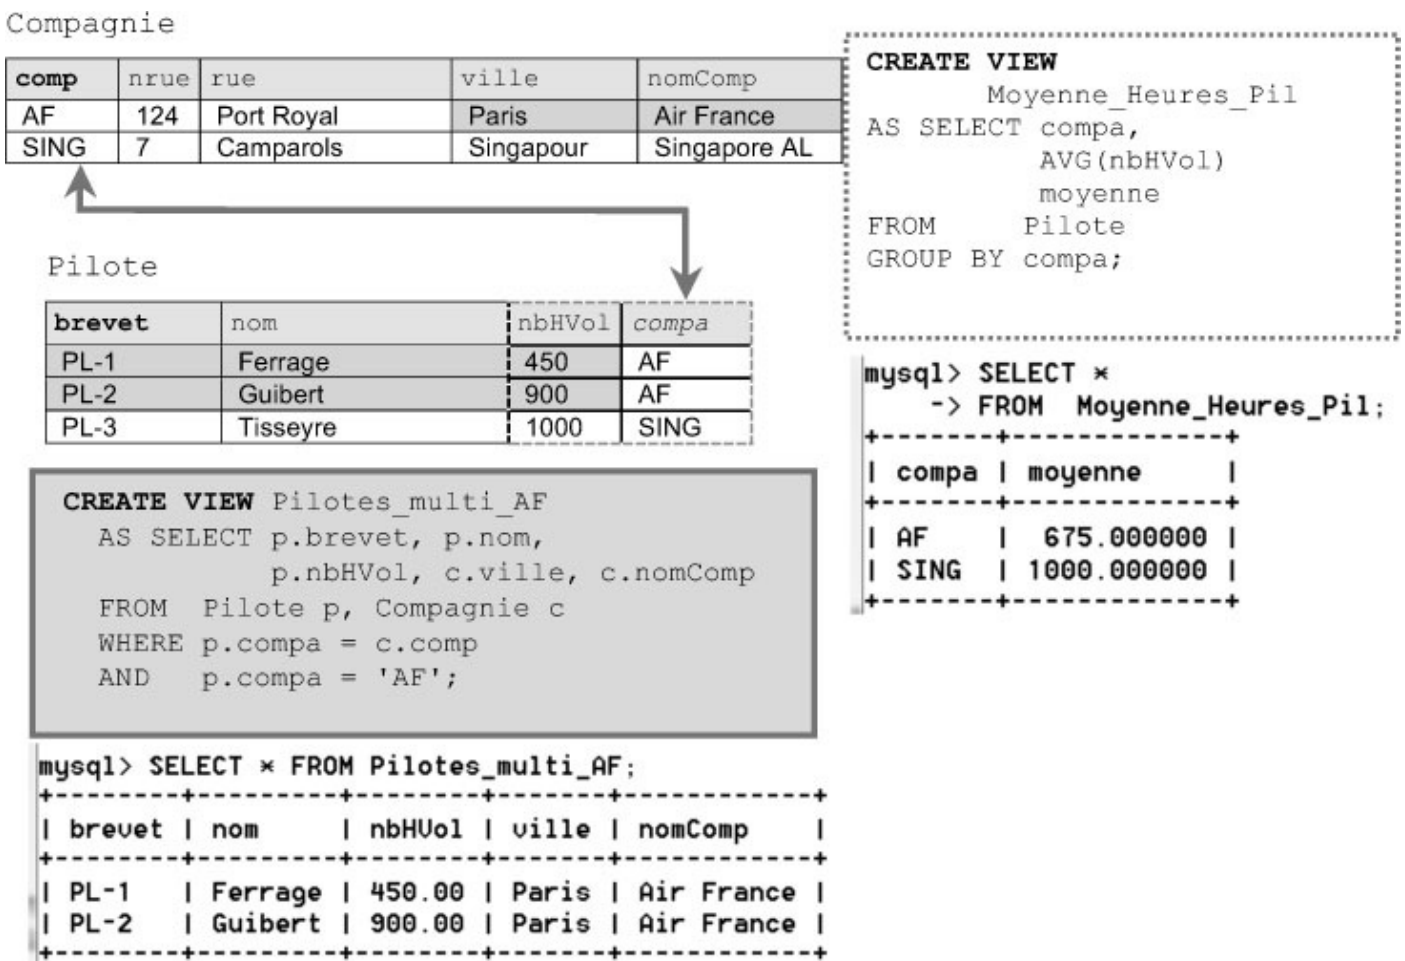 Compagnie
comp nrue rue ville nomComp
AF 124 Port Royal Paris Air France
SING 7 Camparols Singapour Singapore AL
Pilote
brevet nom nbHVol compa
PL-1 Ferrage 450 AF
PL-2 Guibert 900 AF
PL-3 Tisseyre 1000 SING
CREATE VIEW Pilotes_multi_AF
AS SELECT p.brevet, p.nom,
p.nbHVol, c.ville, c.nomComp
FROM Pilote p, Compagnie c
WHERE p.compa = c.comp
AND p.compa = 'AF';
mysql> SELECT * FROM Pilotes_multi_AF;
+--------+---------+--------+-------+------------+
| brevet | nom | nbHVol | ville | nomComp |
+--------+---------+--------+-------+------------+
| PL-1 | Ferrage | 450.00 | Paris | Air France |
| PL-2 | Guibert | 900.00 | Paris | Air France |
+--------+---------+--------+-------+------------+
CREATE VIEW
Moyenne_Heures_Pil
AS SELECT compa,
AVG(nbHVol)
moyenne
FROM Pilote
GROUP BY compa;
mysql> SELECT *
-> FROM Moyenne_Heures_Pil;
+-------+-------------+
| compa | moyenne |
+-------+-------------+
| AF | 675.000000 |
| SING | 1000.000000 |
+-------+-------------+